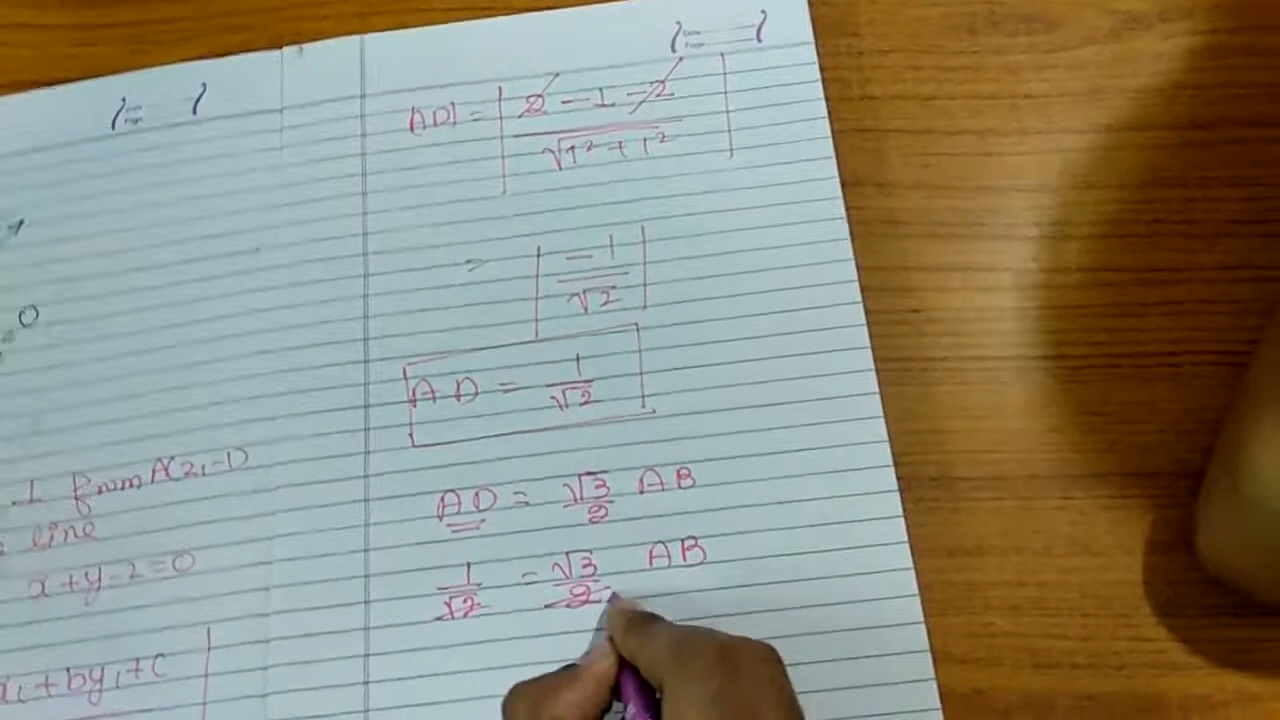 ⊥ from A(2,-1)
line
x+y-2=0
+by₁+c
|AD| = |2-1-2 / √1²+1²|
⇒ |-1/√2|
AD = 1/√2
AD = √3/2 AB
1/√2 = √3/2 AB